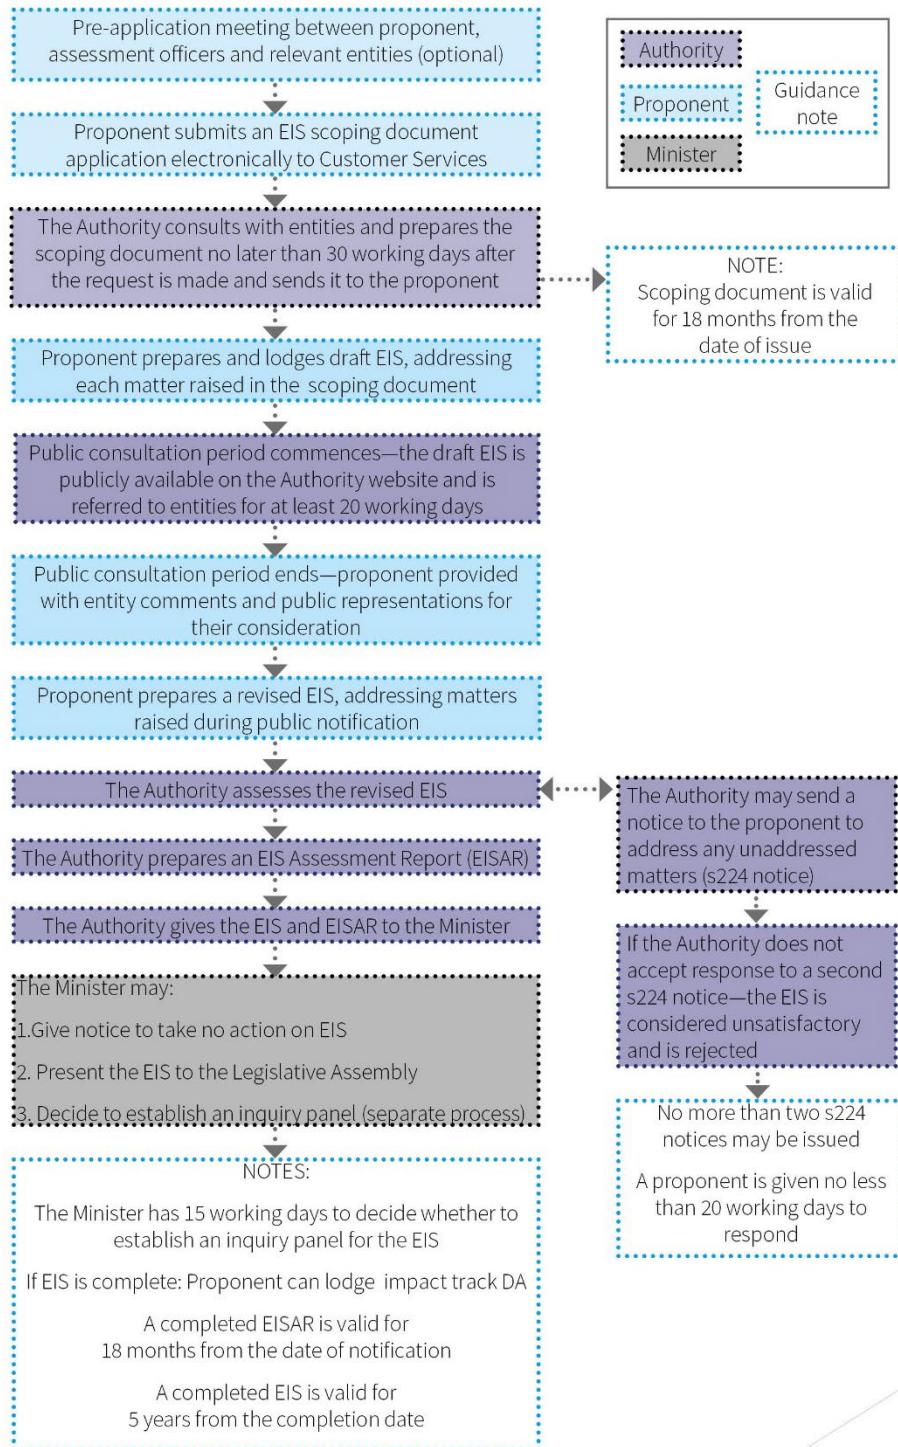 Pre-application meeting between proponent,
assessment officers and relevant entities (optional)
Authority
Proponent
Guidance
note
Minister
Proponent submits an EIS scoping document
application electronically to Customer Services
The Authority consults with entities and prepares the
scoping document no later than 30 working days after
the request is made and sends it to the proponent
NOTE:
Scoping document is valid
for 18 months from the
date of issue
Proponent prepares and lodges draft EIS, addressing
each matter raised in the scoping document
Public consultation period commences—the draft EIS is
publicly available on the Authority website and is
referred to entities for at least 20 working days
Public consultation period ends—proponent provided
with entity comments and public representations for
their consideration
Proponent prepares a revised EIS, addressing matters
raised during public notification
The Authority assesses the revised EIS
The Authority may send a
notice to the proponent to
address any unaddressed
matters (s224 notice)
The Authority prepares an EIS Assessment Report (EISAR)
The Authority gives the EIS and EISAR to the Minister
If the Authority does not
accept response to a second
s224 notice—the EIS is
considered unsatisfactory
and is rejected
The Minister may:
1.Give notice to take no action on EIS
2. Present the EIS to the Legislative Assembly
3. Decide to establish an inquiry panel (separate process)
No more than two s224
notices may be issued
A proponent is given no less
than 20 working days to
respond
NOTES:
The Minister has 15 working days to decide whether to
establish an inquiry panel for the EIS
If EIS is complete: Proponent can lodge impact track DA
A completed EISAR is valid for
18 months from the date of notification
A completed EIS is valid for
5 years from the completion date